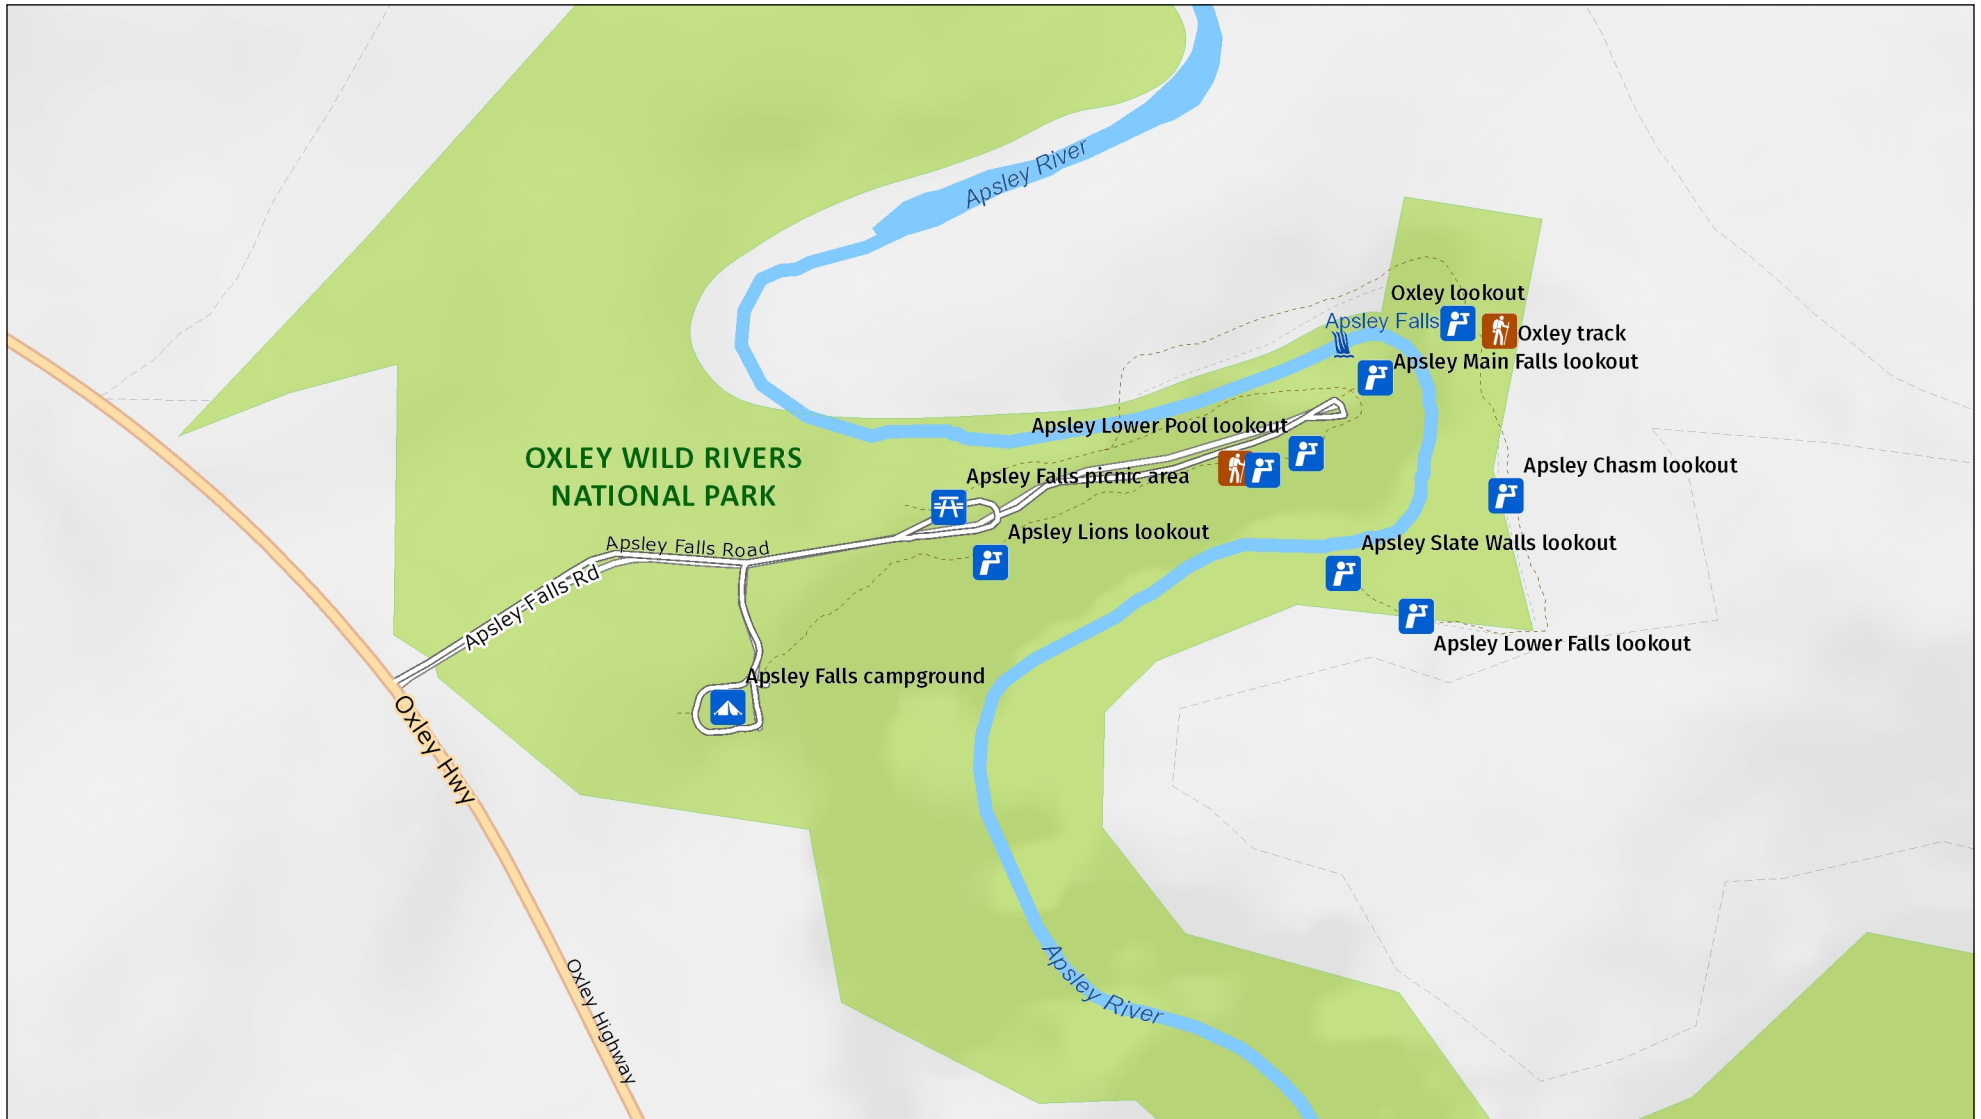 Apsley River
Oxley lookout
Apsley Falls
Oxley track
Apsley Main Falls lookout
Apsley Lower Pool lookout
OXLEY WILD RIVERS
NATIONAL PARK
Apsley Falls picnic area
Apsley Chasm lookout
Apsley Lions lookout
Apsley Slate Walls lookout
Apsley Falls Road
Apsley Falls Rd
Apsley Lower Falls lookout
Apsley Falls campground
Oxley Hwy
Apsley River
Oxley Highway